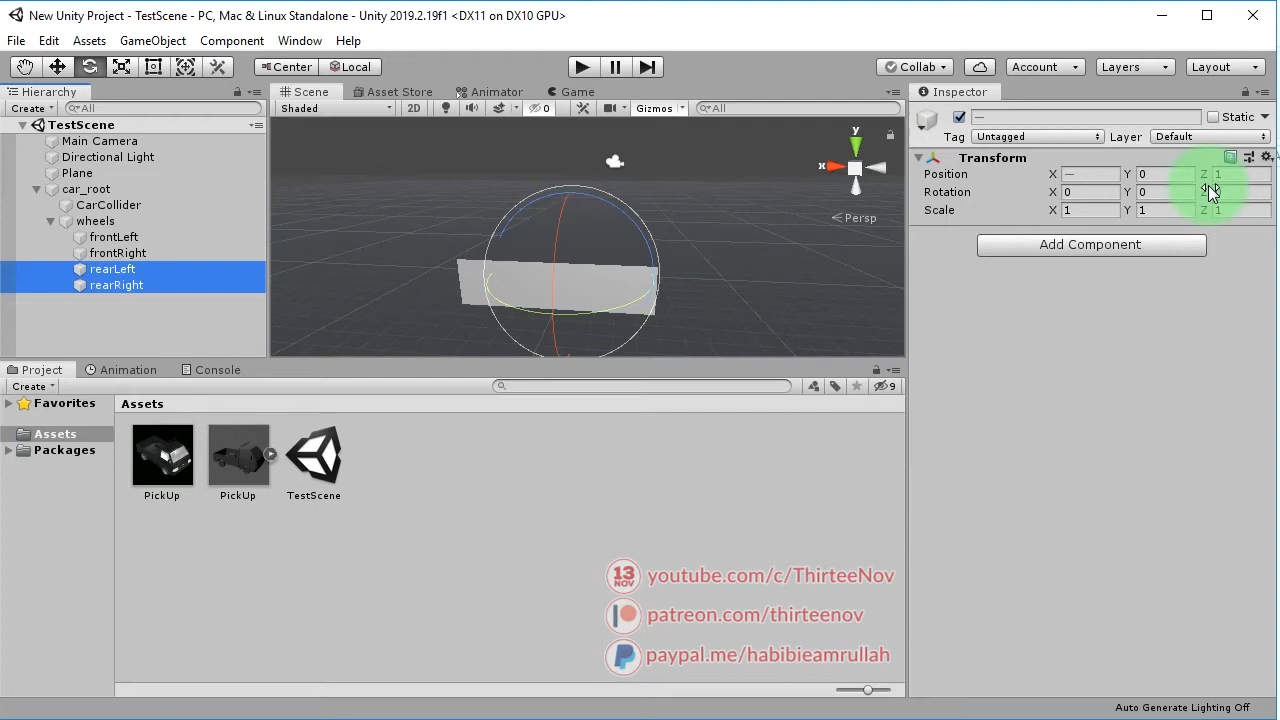 New Unity Project - TestScene - PC, Mac & Linux Standalone - Unity 2019.2.19f1 <DX11 on DX10 GPU>
File Edit Assets GameObject Component Window Help
Center Local Collab Account Layers Layout
Hierarchy Scene Asset Store Animator Game Inspector
Create All Shaded 2D 0 Gizmos All
TestScene
Static
Main Camera
Tag Untagged Layer Default
Directional Light
Transform
Plane
Position X — Y 0 Z 1
car_root
Rotation X 0 Y 0
CarCollider
Scale X 1 Y 1 Z 1
wheels
y
x
Persp
frontLeft
Add Component
frontRight
rearLeft
rearRight
Project Animation Console
Create 9
Favorites
Assets
Assets
Packages
PickUp PickUp TestScene
13 NOV youtube.com/c/ThirteeNov
patreon.com/thirteenov
paypal.me/habibieamrullah
Auto Generate Lighting Off